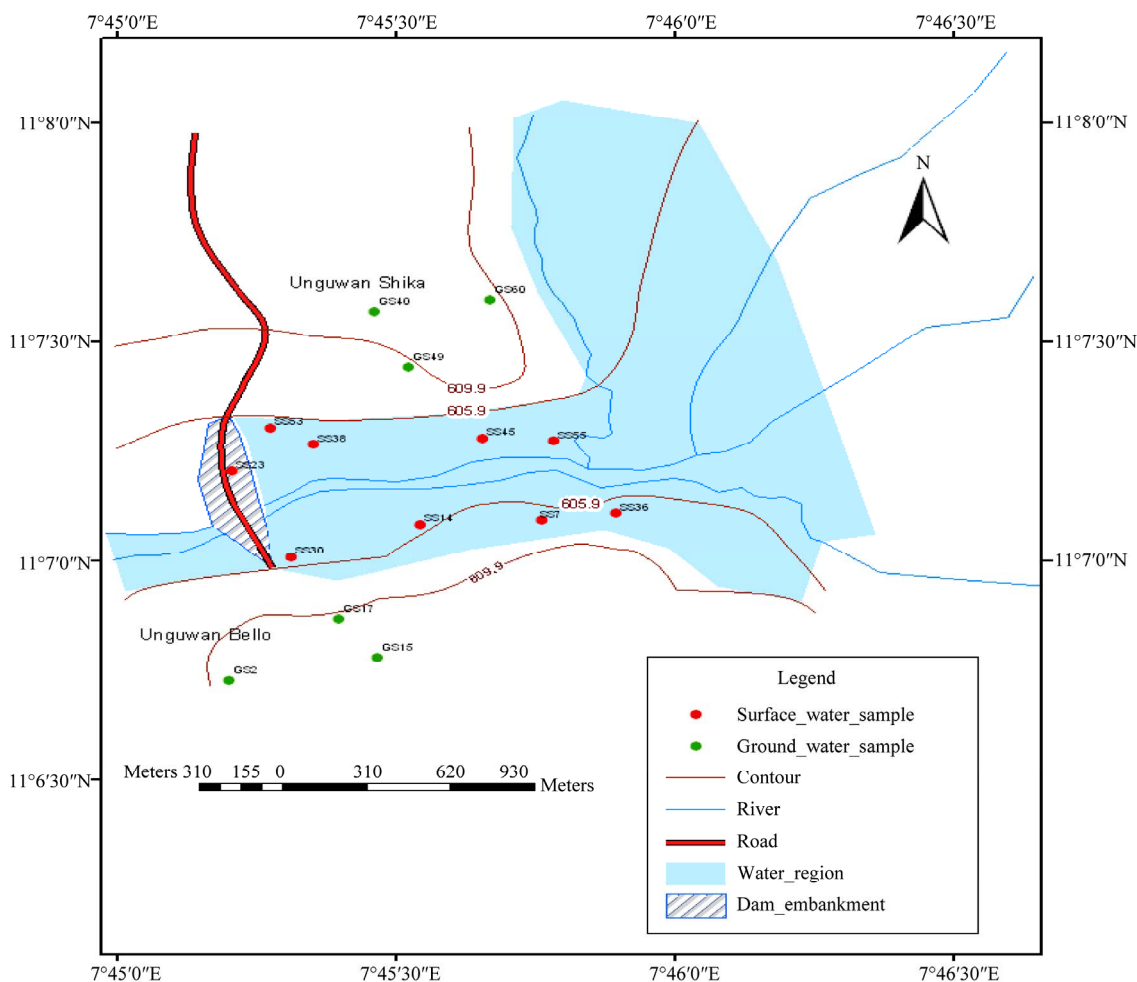 7°45′0″E 7°45′30″E 7°46′0″E 7°46′30″E
11°8′0″N 11°8′0″N
N
Unguwan Shika
GS60
GS40
11°7′30″N 11°7′30″N
GS49
609.9
605.9
SS53
SS38
SS45
SS55
SS23
605.9
SS36
SS7
SS14
SS30
11°7′0″N 11°7′0″N
609.9
GS17
Unguwan Bello
GS15
GS2
Legend
Surface_water_sample
Ground_water_sample
Meters 310 155 0 310 620 930 Meters
11°6′30″N 11°6′30″N
Contour
River
Road
Water_region
Dam_embankment
7°45′0″E 7°45′30″E 7°46′0″E 7°46′30″E